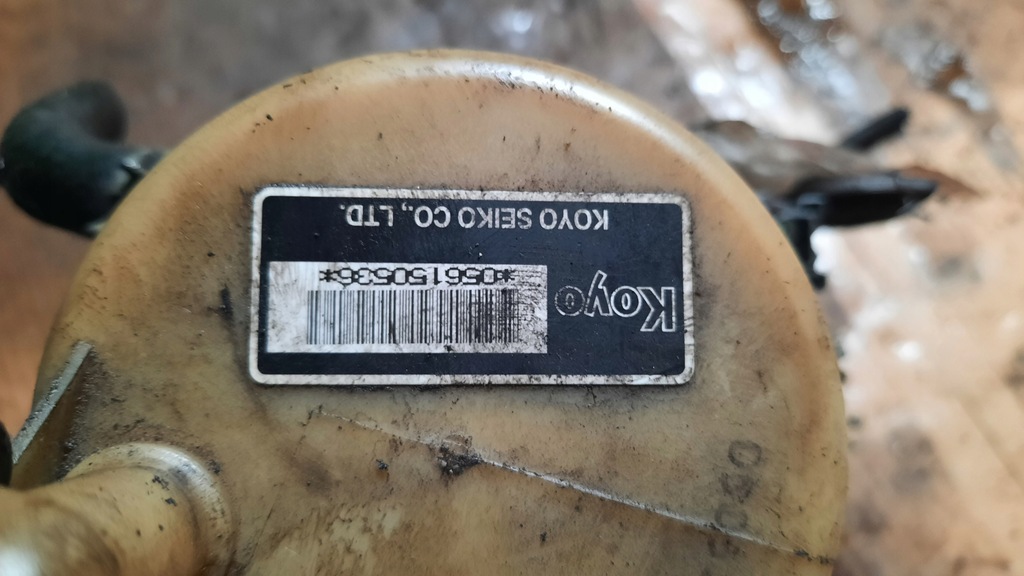 Koyo
*056150536*
KOYO SEIKO CO., LTD.